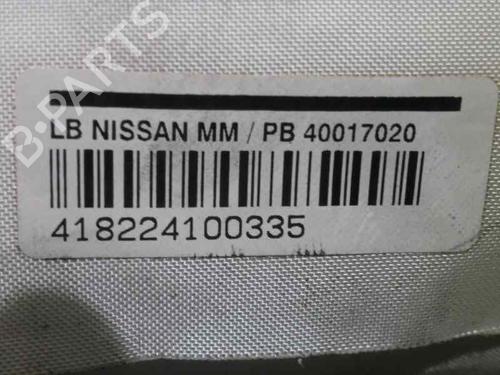 B-PARTS
LB NISSAN MM / PB 40017020
418224100335